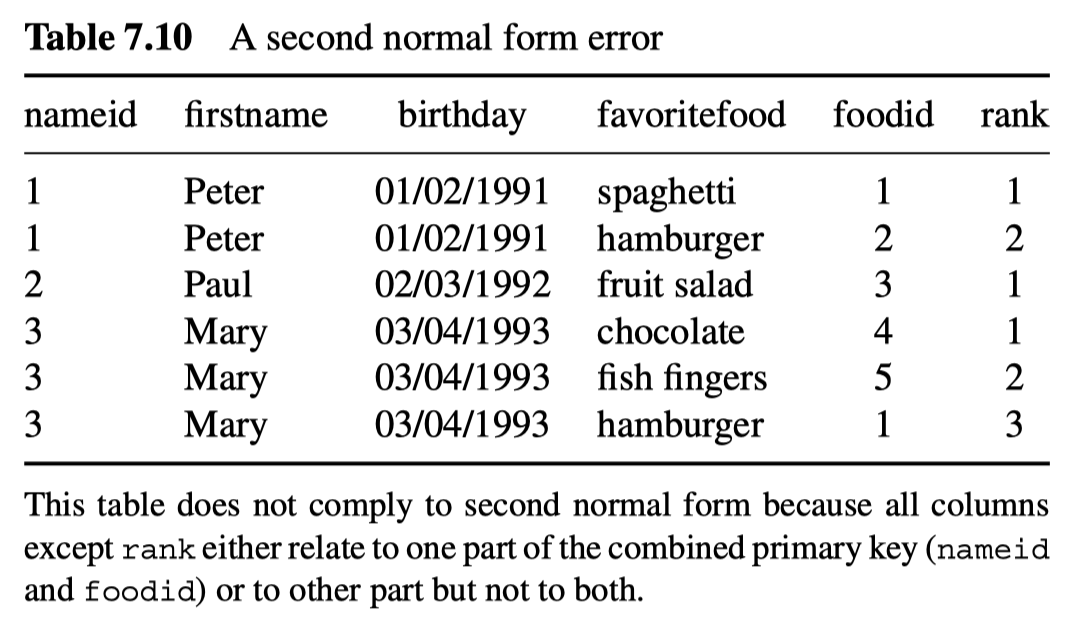 Table 7.10 A second normal form error
nameid firstname birthday favoritefood foodid rank
1 Peter 01/02/1991 spaghetti 1 1
1 Peter 01/02/1991 hamburger 2 2
2 Paul 02/03/1992 fruit salad 3 1
3 Mary 03/04/1993 chocolate 4 1
3 Mary 03/04/1993 fish fingers 5 2
3 Mary 03/04/1993 hamburger 1 3
This table does not comply to second normal form because all columns
except rank either relate to one part of the combined primary key (nameid
and foodid) or to other part but not to both.